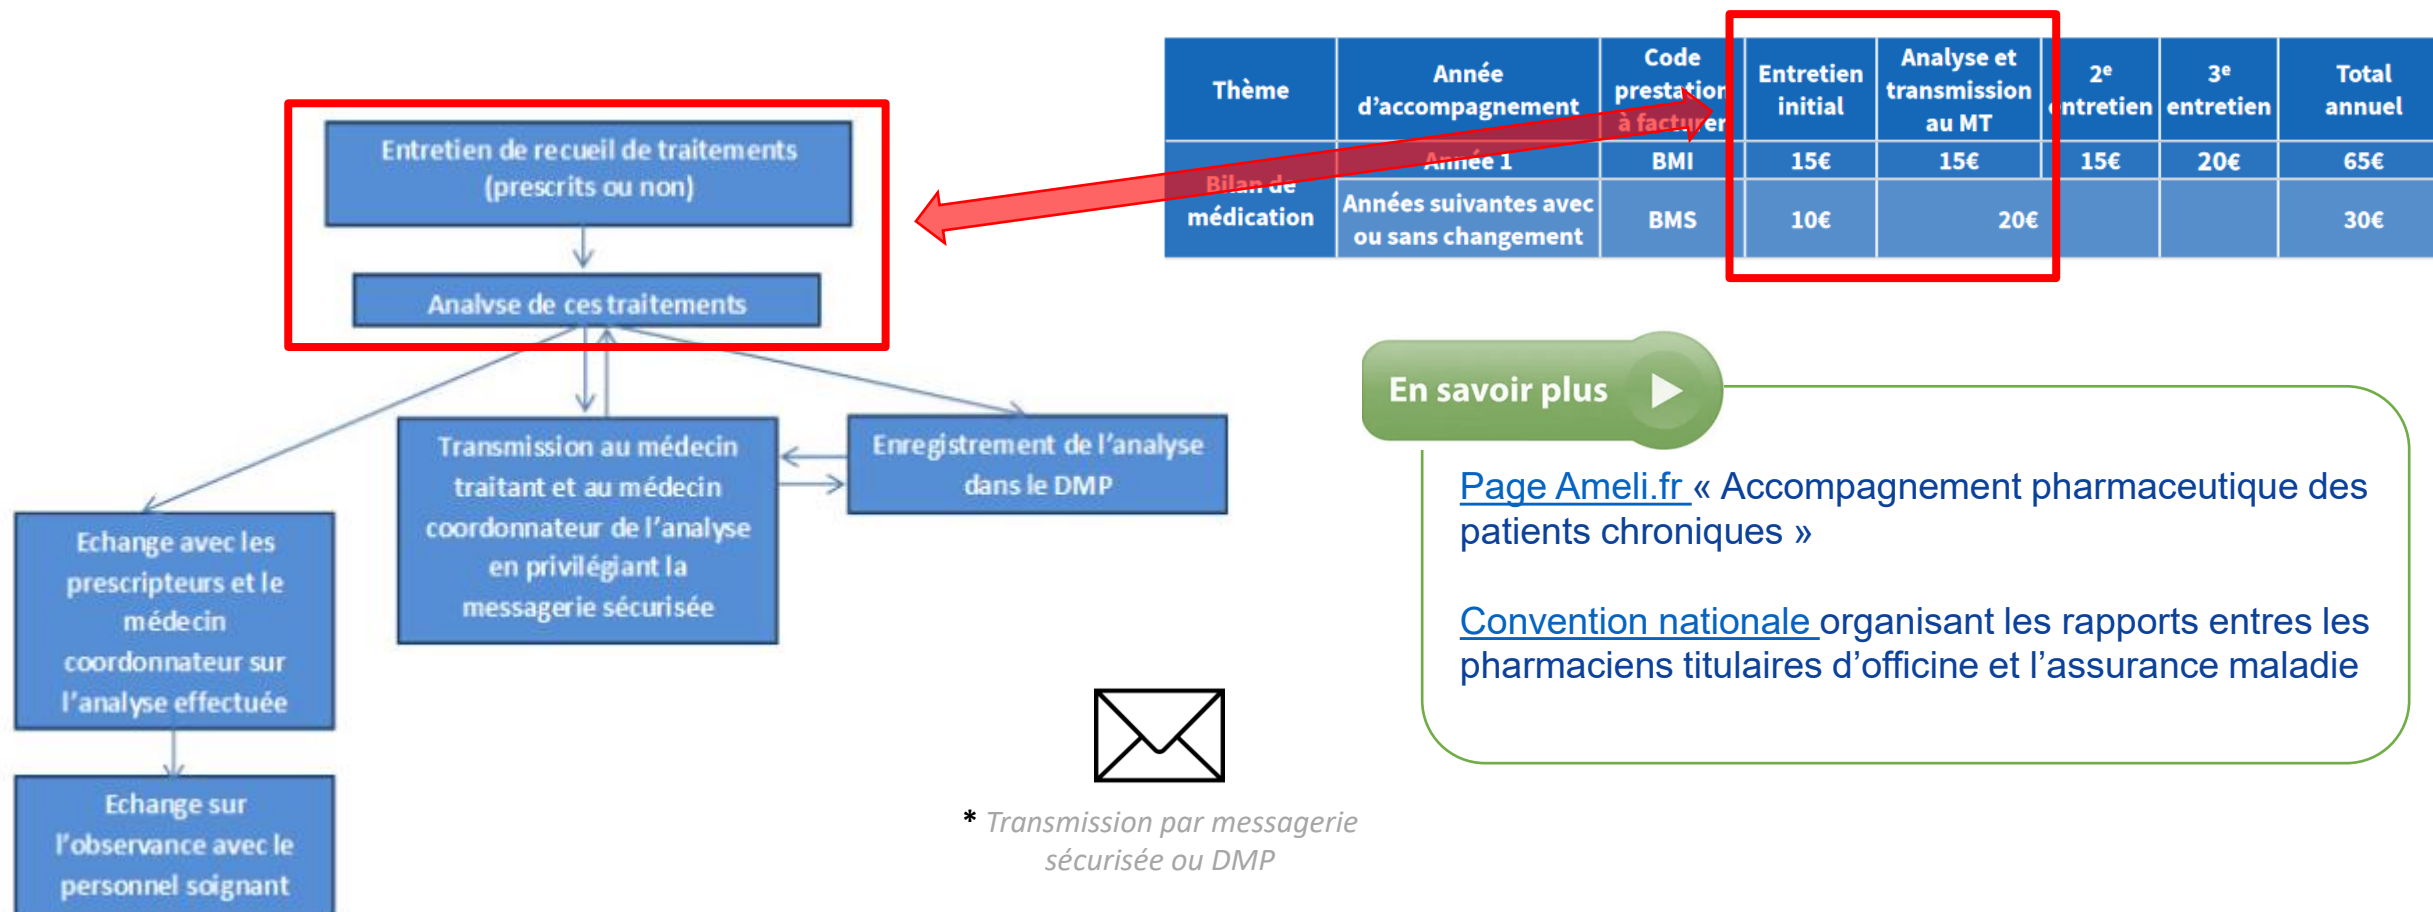 Entretien de recueil de traitements
(prescrits ou non)
Analyse de ces traitements
Transmission au médecin
traitant et au médecin
coordonnateur de l'analyse
en privilégiant la
messagerie sécurisée
Enregistrement de l'analyse
dans le DMP
Echange avec les
prescripteurs et le
médecin
coordonnateur sur
l'analyse effectuée
Echange sur
l'observance avec le
personnel soignant
Thème
Année
d'accompagnement
Code
prestation
à facturer
Entretien
initial
Analyse et
transmission
au MT
2e
entretien
3e
entretien
Total
annuel
Bilan de
médication
Année 1
BMI
15€
15€
15€
20€
65€
Années suivantes avec
ou sans changement
BMS
10€
20€
30€
En savoir plus
Page Ameli.fr « Accompagnement pharmaceutique des
patients chroniques »
Convention nationale organisant les rapports entres les
pharmaciens titulaires d'officine et l'assurance maladie
* Transmission par messagerie
sécurisée ou DMP